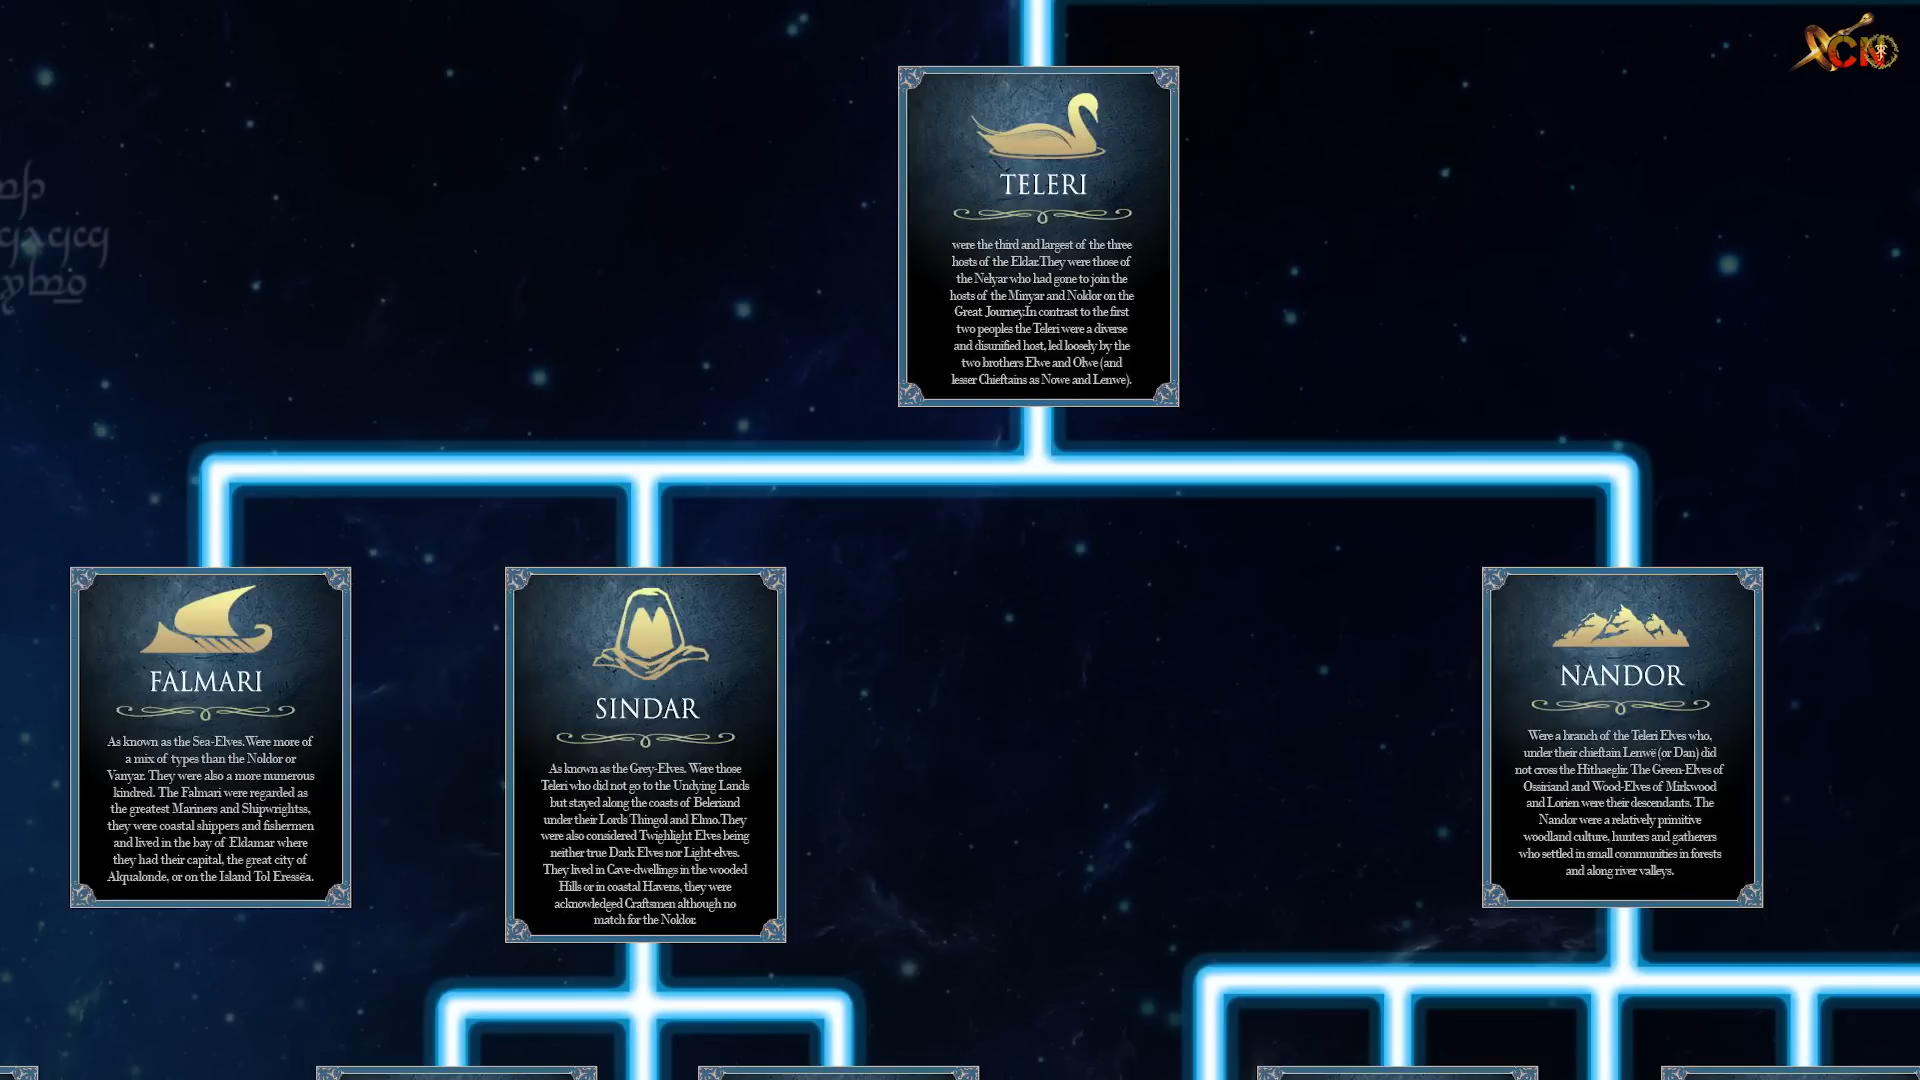 CN
TELERI
were the third and largest of the three
hosts of the Eldar.They were those of
the Nelyar who had gone to join the
hosts of the Minyar and Noldor on the
Great Journey.In contrast to the first
two peoples the Teleri were a diverse
and disunified host, led loosely by the
two brothers Elwe and Olwe (and
lesser Chieftains as Nowe and Lenwe).
FALMARI
As known as the Sea-Elves.Were more of
a mix of types than the Noldor or
Vanyar. They were also a more numerous
kindred. The Falmari were regarded as
the greatest Mariners and Shipwrightss,
they were coastal shippers and fishermen
and lived in the bay of Eldamar where
they had their capital, the great city of
Alqualonde, or on the Island Tol Eressëa.
SINDAR
As known as the Grey-Elves. Were those
Teleri who did not go to the Undying Lands
but stayed along the coasts of Beleriand
under their Lords Thingol and Elmo.They
were also considered Twighlight Elves being
neither true Dark Elves nor Light-elves.
They lived in Cave-dwellings in the wooded
Hills or in coastal Havens, they were
acknowledged Craftsmen although no
match for the Noldor.
NANDOR
Were a branch of the Teleri Elves who,
under their chieftain Lenwë (or Dan) did
not cross the Hithaeglir. The Green-Elves of
Ossiriand and Wood-Elves of Mirkwood
and Lorien were their descendants. The
Nandor were a relatively primitive
woodland culture, hunters and gatherers
who settled in small communities in forests
and along river valleys.